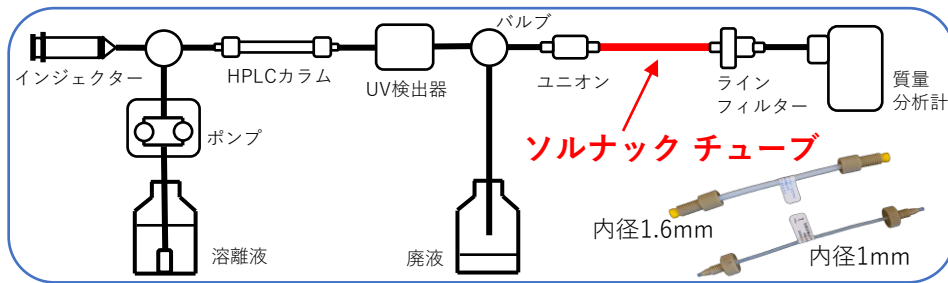 バルブ
インジェクター
HPLCカラム
UV検出器
ユニオン
ライン
フィルター
質量
分析計
ポンプ
ソルナック チューブ
溶離液
廃液
内径1.6mm
内径1mm